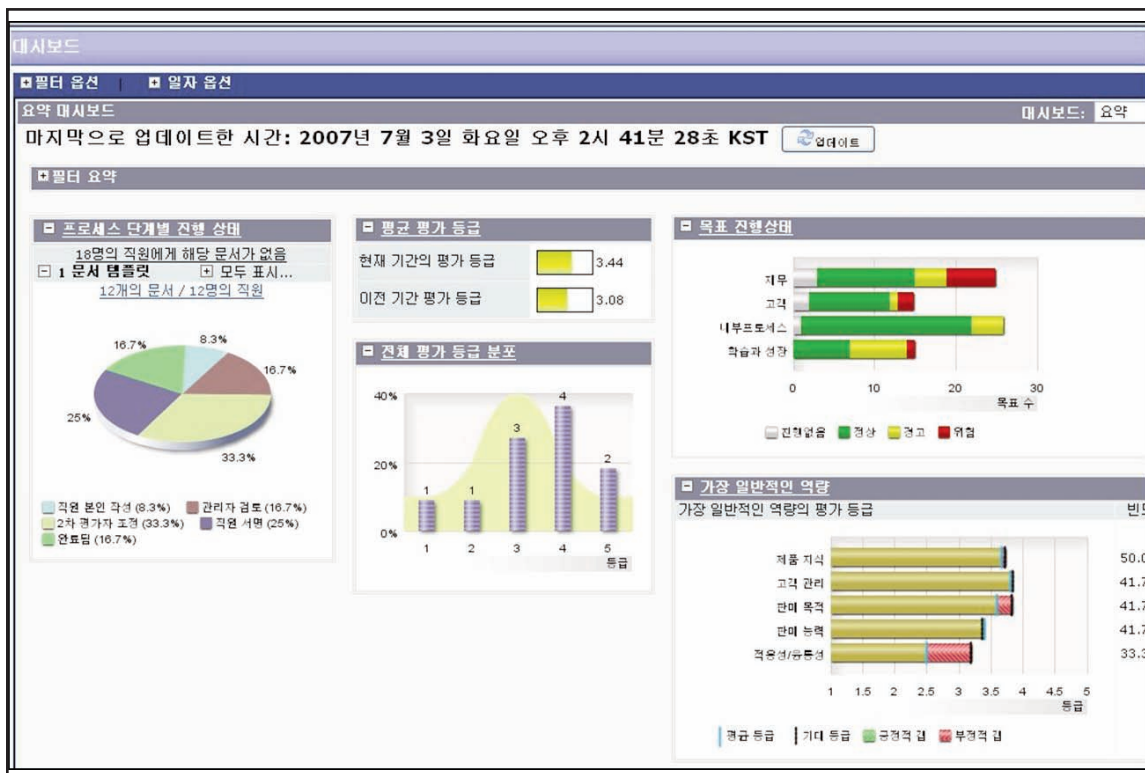 대시보드
필터 옵션 | 일자 옵션
요약 대시보드 대시보드: 요약
마지막으로 업데이트한 시간: 2007년 7월 3일 화요일 오후 2시 41분 28초 KST 업데이트
필터 요약
프로세스 단계별 진행 상태
18명의 직원에게 해당 문서가 없음
1 문서 템플릿 모두 표시...
12개의 문서 / 12명의 직원
16.7%
8.3%
16.7%
25%
33.3%
직원 본인 작성 (8.3%) 관리자 검토 (16.7%)
2차 평가자 조정 (33.3%) 직원 서명 (25%)
완료됨 (16.7%)
평균 평가 등급
현재 기간의 평가 등급 3.44
이전 기간 평가 등급 3.08
전체 평가 등급 분포
40%
20%
0%
1 1 3 4 2
1 2 3 4 5
등급
목표 진행상태
재무
고객
내부프로세스
학습과 성장
0 10 20 30
목표 수
진행없음 정상 경고 위험
가장 일반적인 역량
가장 일반적인 역량의 평가 등급
제품 지식 50.0
고객 관리 41.7
판매 목적 41.7
판매 능력 41.7
적응성/융통성 33.3
1 1.5 2 2.5 3 3.5 4 4.5 5
등급
평균 등급 기대 등급 긍정적 갭 부정적 갭